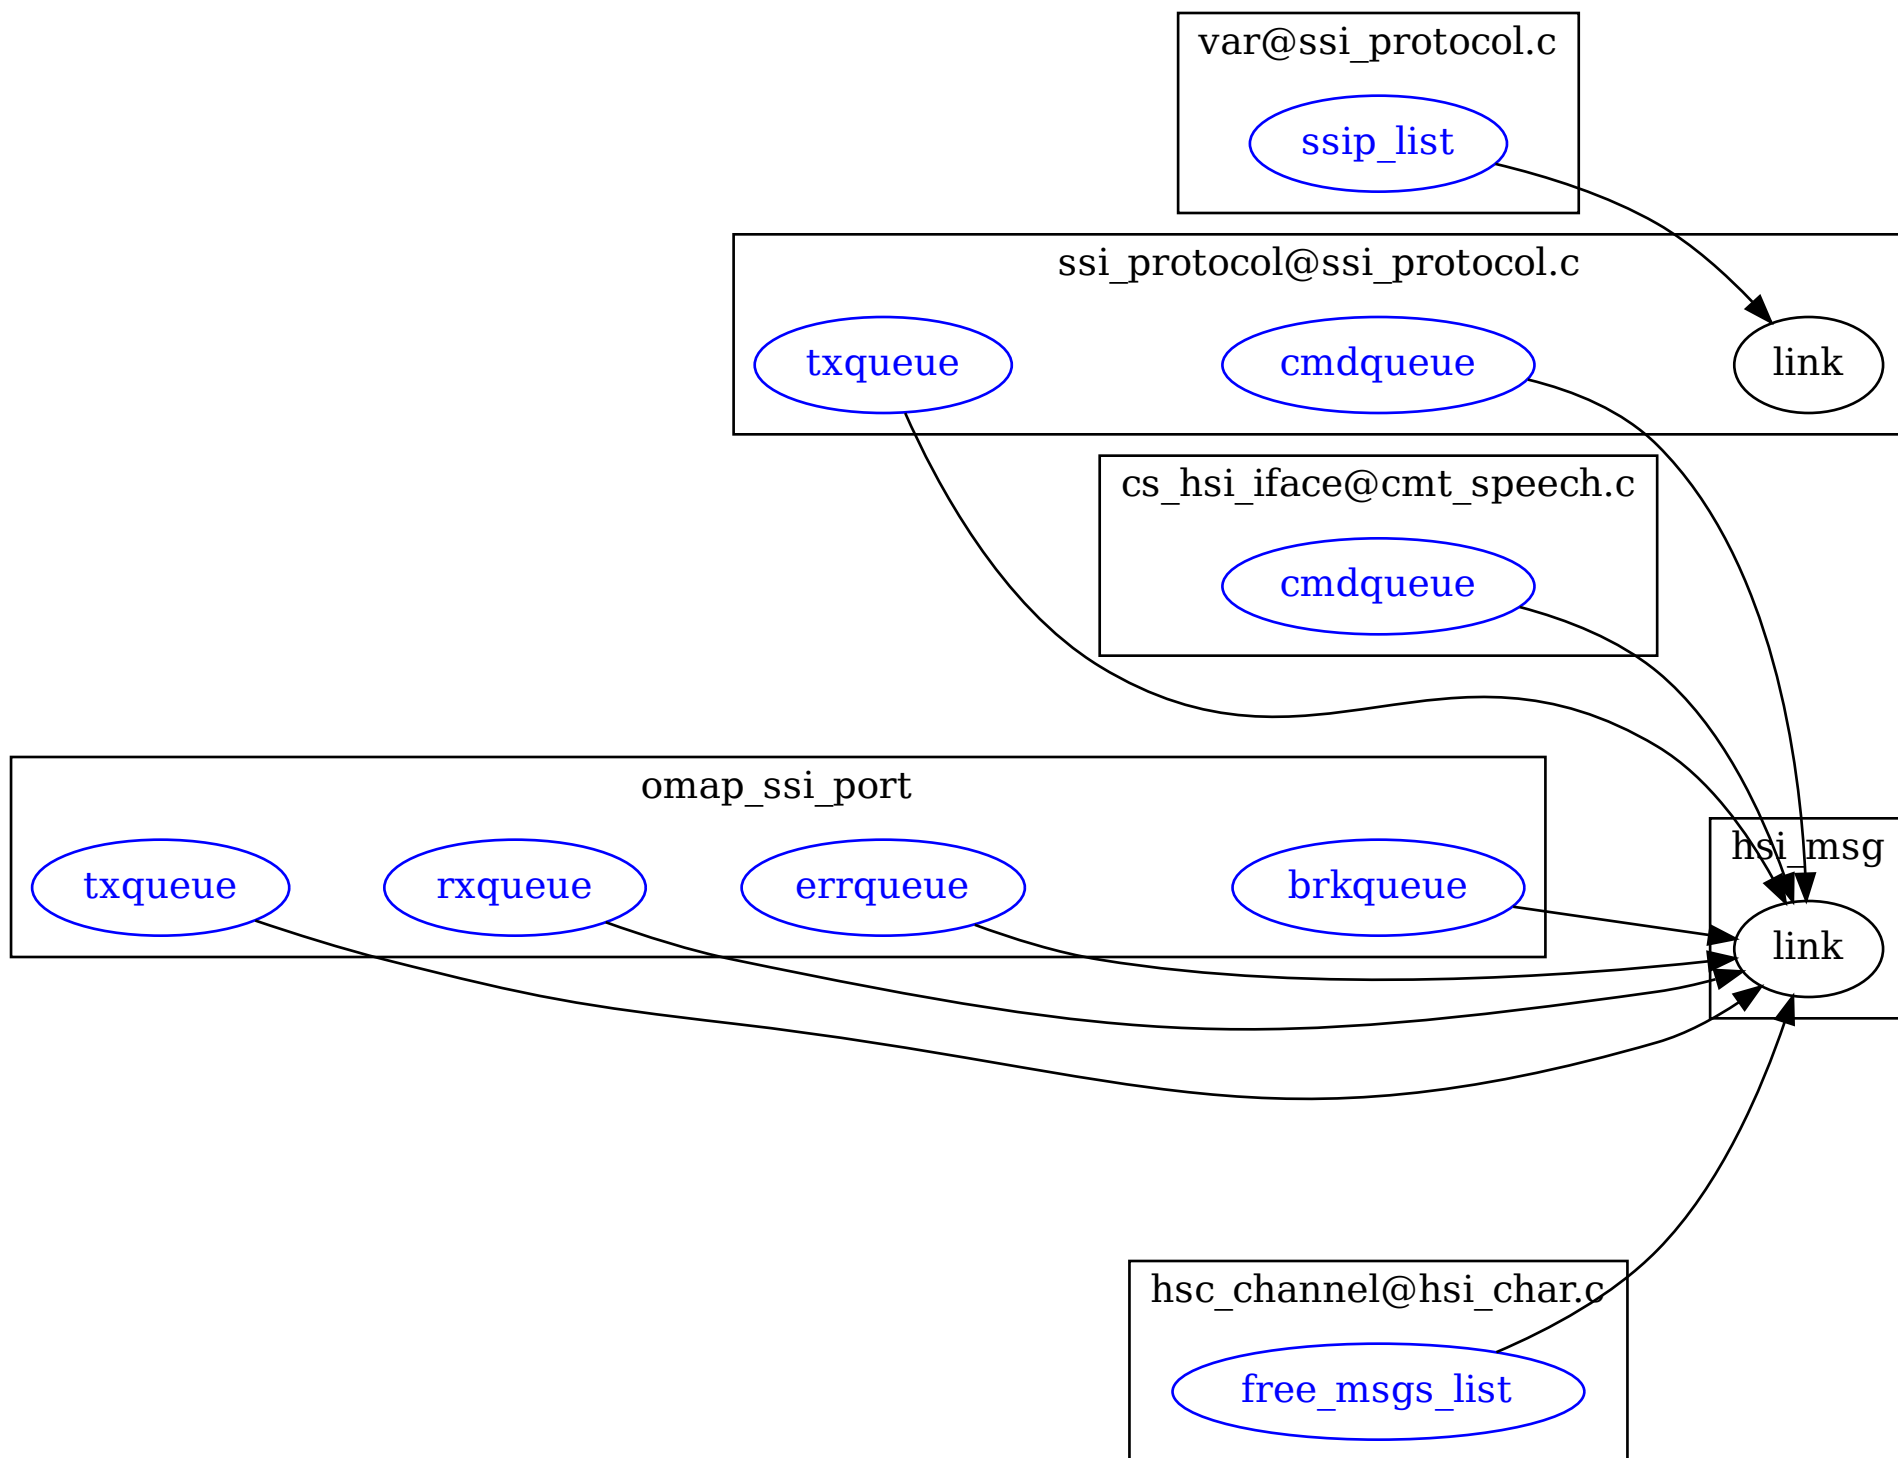 var@ssi_protocol.c
ssip_list
ssi_protocol@ssi_protocol.c
txqueue
cmdqueue
link
cs_hsi_iface@cmt_speech.c
cmdqueue
omap_ssi_port
txqueue
rxqueue
errqueue
brkqueue
hsi_msg
link
hsc_channel@hsi_char.c
free_msgs_list